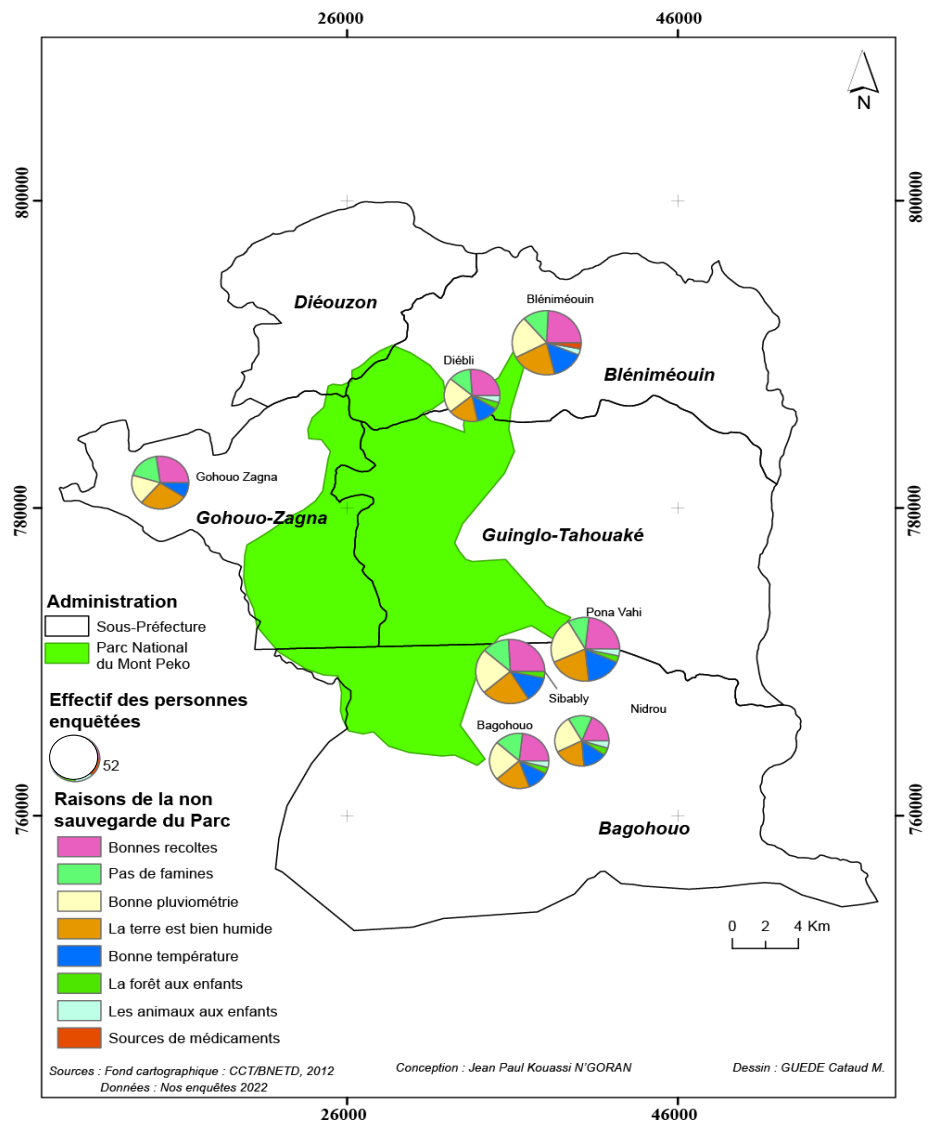 26000
46000
N
800000
800000
Diéouzon
Bléniméouin
Diébli
Bléniméouin
Gohouo Zagna
780000
780000
Gohouo-Zagna
Guinglo-Tahouaké
Administration
Sous-Préfecture
Parc National
du Mont Peko
Pona Vahi
Sibably
Nidrou
Bagohouo
Effectif des personnes
enquêtées
52
Raisons de la non
sauvegarde du Parc
Bonnes recoltes
Pas de famines
Bonne pluviométrie
La terre est bien humide
Bonne température
La forêt aux enfants
Les animaux aux enfants
Sources de médicaments
760000
760000
Bagohouo
0 2 4 Km
Sources : Fond cartographique : CCT/BNETD, 2012
Données : Nos enquêtes 2022
Conception : Jean Paul Kouassi N'GORAN
Dessin : GUEDE Cataud M.
26000
46000